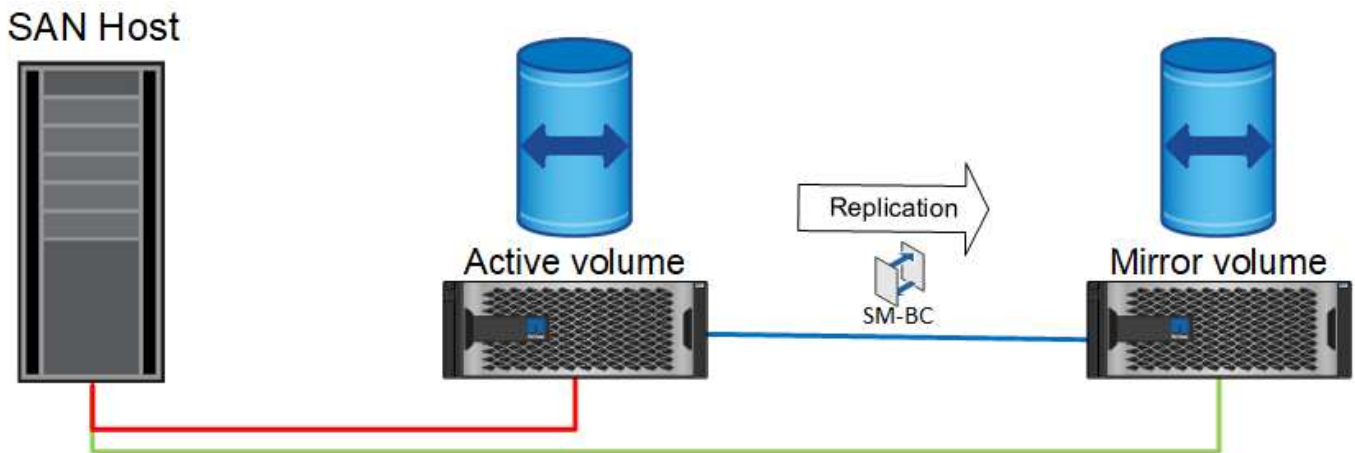 SAN Host
Replication
Active volume
Mirror volume
SM-BC